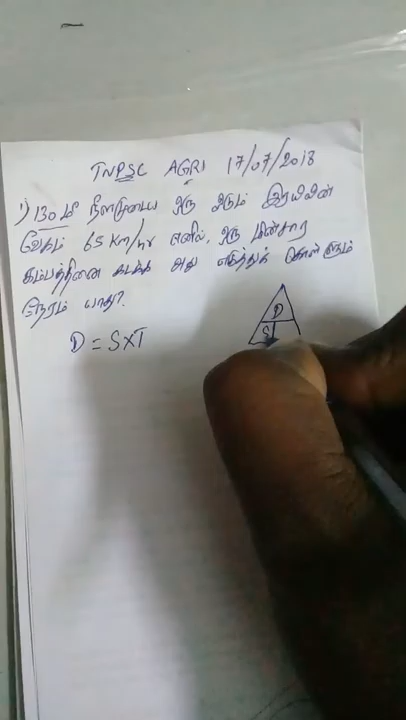 TNPSC AGRI 17/07/2018
1) 130 மீ நீளமுடைய ஒரு ஓடும் இரயிலின்
வேகம் 65 Km/hr எனில், ஒரு மின்சார
கம்பத்தினை கடக்க அது எடுத்துக் கொள்ளும்
நேரம் யாது?
D = S×T
D
S